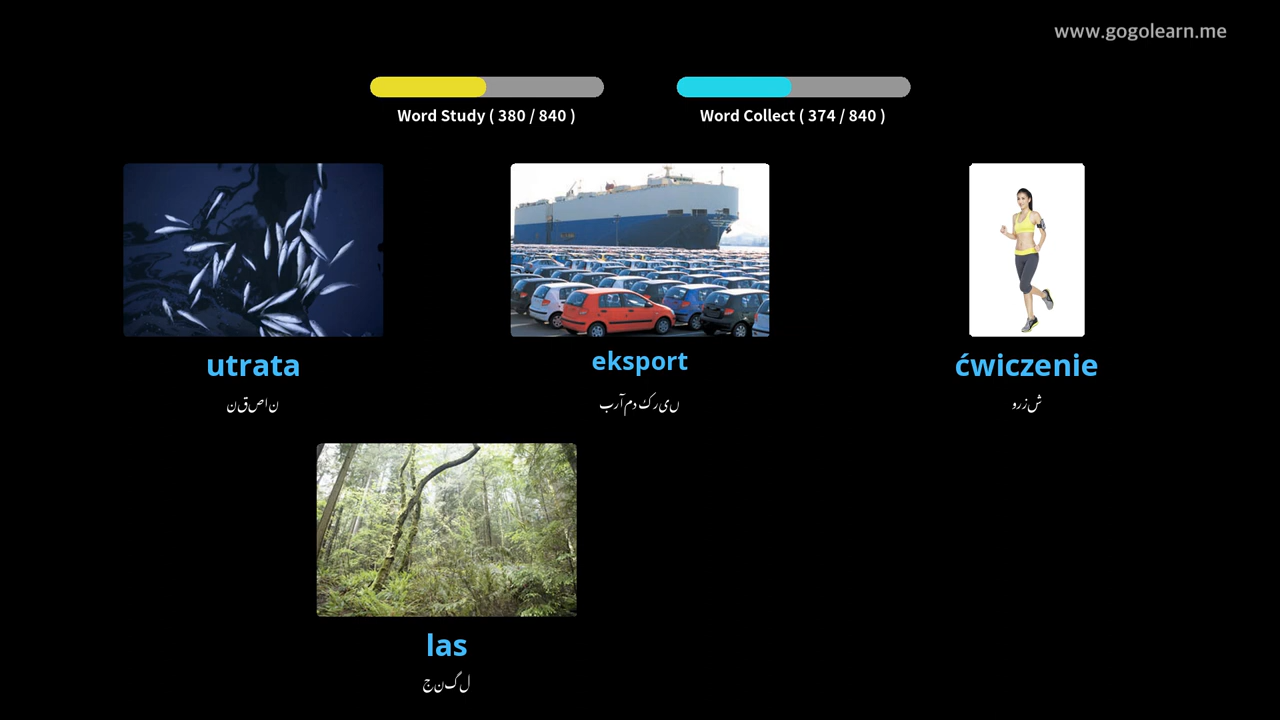 www.gogolearn.me
Word Study ( 380 / 840 )
Word Collect ( 374 / 840 )
utrata
نقصان
eksport
برآمد کریں
ćwiczenie
ورزش
las
جنگل